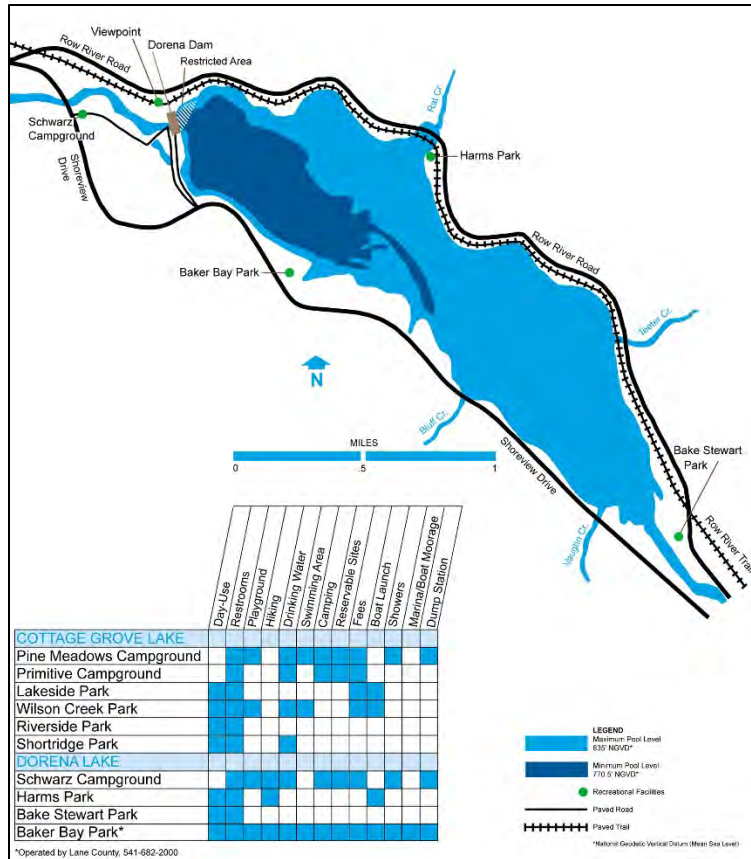 Viewpoint
Row River Road
Dorena Dam
Restricted Area
Schwarz
Campground
Shoreview
Drive
Rat Cr.
Harms Park
Row River Road
Baker Bay Park
Teeter Cr.
N
MILES
0
.5
1
Bluff Cr.
Shoreview Drive
Bake Stewart
Park
Row River Trail
Vaughn Cr.
Day-Use
Restrooms
Playground
Hiking
Drinking Water
Swimming Area
Camping
Reservable Sites
Fees
Boat Launch
Showers
Marina/Boat Moorage
Dump Station
COTTAGE GROVE LAKE
Pine Meadows Campground
Primitive Campground
Lakeside Park
Wilson Creek Park
Riverside Park
Shortridge Park
DORENA LAKE
Schwarz Campground
Harms Park
Bake Stewart Park
Baker Bay Park*
*Operated by Lane County, 541-682-2000
LEGEND
Maximum Pool Level
835' NGVD*
Minimum Pool Level
770.5' NGVD*
Recreational Facilities
Paved Road
Paved Trail
*National Geodetic Vertical Datum (Mean Sea Level)